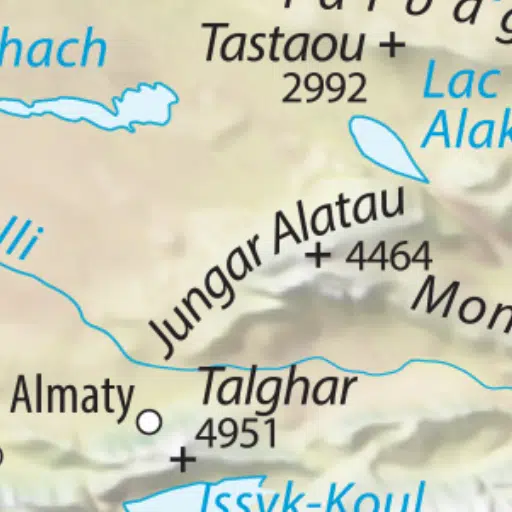 hach
Tastaou +
2992
Lac
Alak
lli
Jungar Alatau
+ 4464
Mon
Almaty
Talghar
4951
+
Issyk-Koul